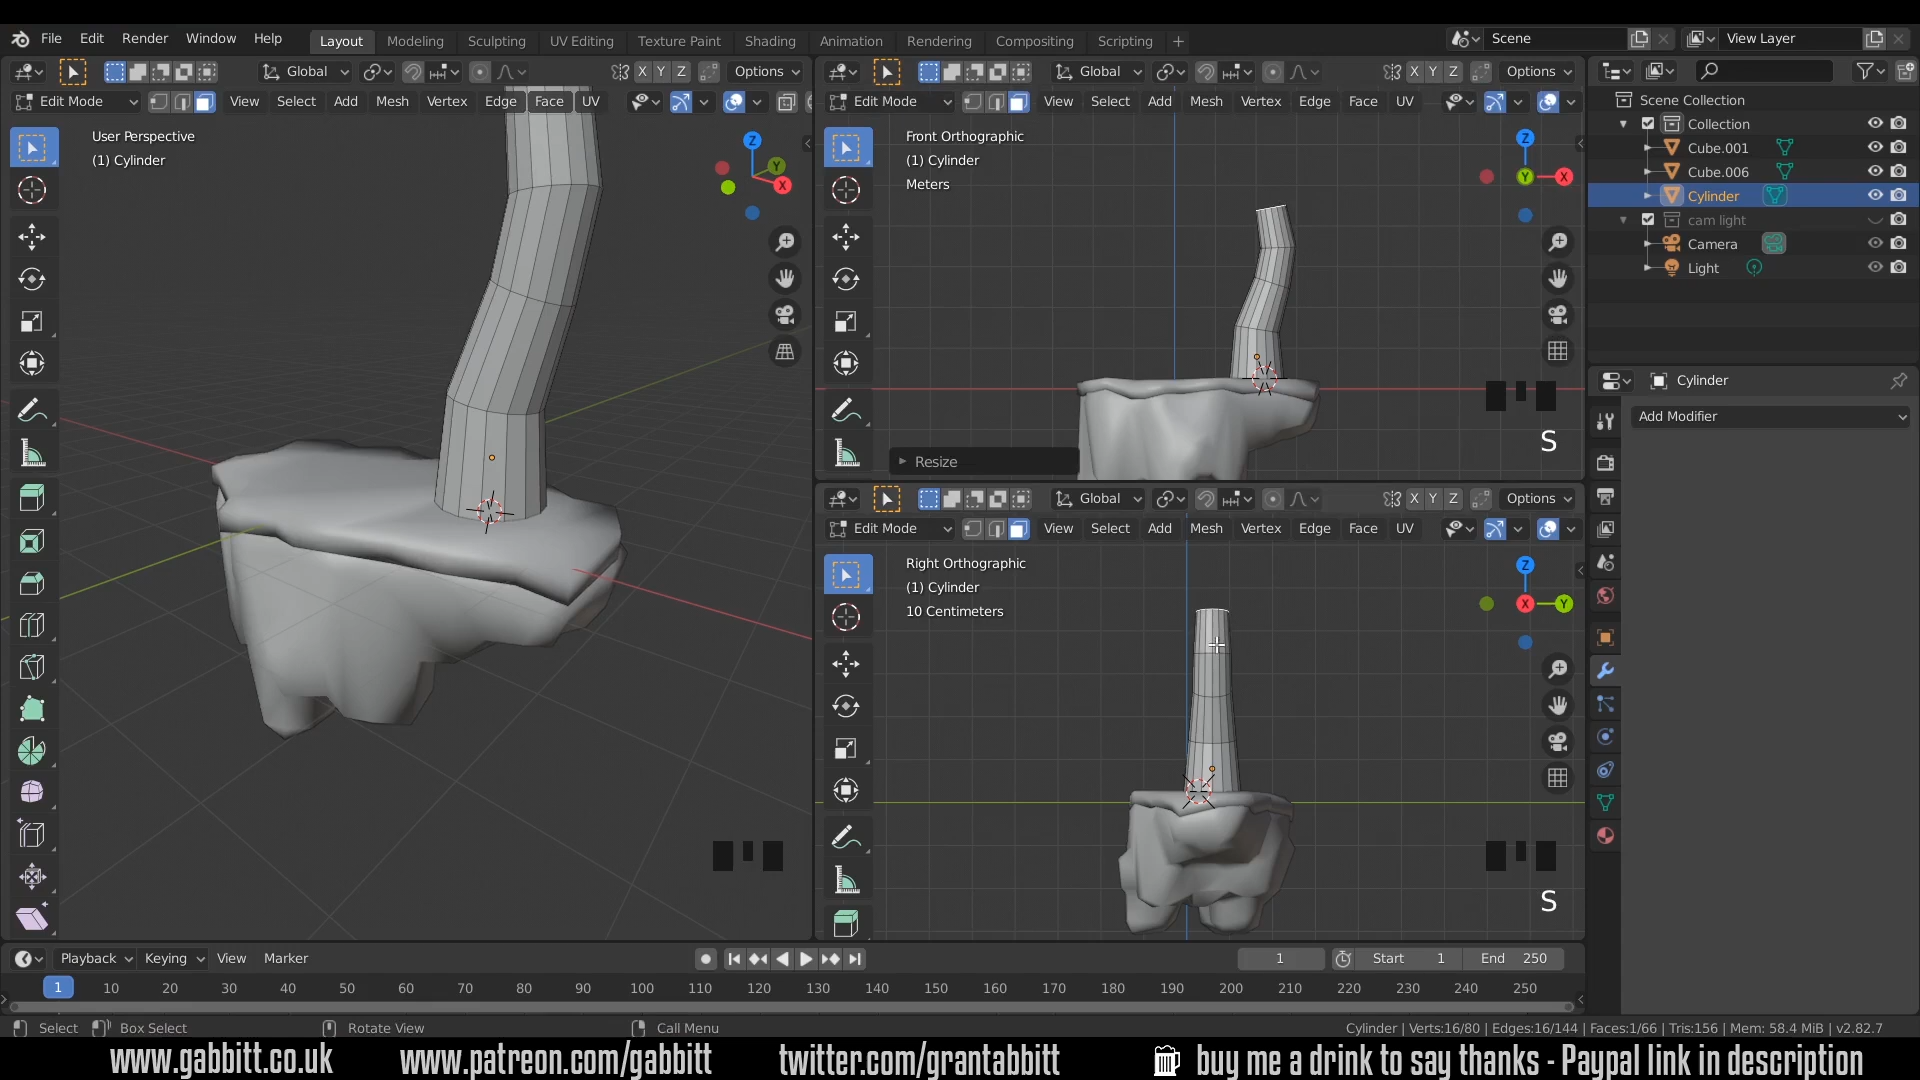 File Edit Render Window Help Layout Modeling Sculpting UV Editing Texture Paint Shading Animation Rendering Compositing Scripting + Scene View Layer
Global X Y Z Options
Edit Mode View Select Add Mesh Vertex Edge Face UV
User Perspective
(1) Cylinder
Z Y X
Global X Y Z Options
Edit Mode View Select Add Mesh Vertex Edge Face UV
Front Orthographic
(1) Cylinder
Meters
Z Y X
S
Resize
Global X Y Z Options
Edit Mode View Select Add Mesh Vertex Edge Face UV
Right Orthographic
(1) Cylinder
10 Centimeters
Z X Y
S
Scene Collection
Collection
Cube.001
Cube.006
Cylinder
cam light
Camera
Light
Cylinder
Add Modifier
Playback Keying View Marker 1 Start 1 End 250
1 10 20 30 40 50 60 70 80 90 100 110 120 130 140 150 160 170 180 190 200 210 220 230 240 250
Select Box Select Rotate View Call Menu Cylinder | Verts:16/80 | Edges:16/144 | Faces:1/66 | Tris:156 | Mem: 58.4 MiB | v2.82.7
www.gabbitt.co.uk www.patreon.com/gabbitt twitter.com/grantabbitt buy me a drink to say thanks - Paypal link in description